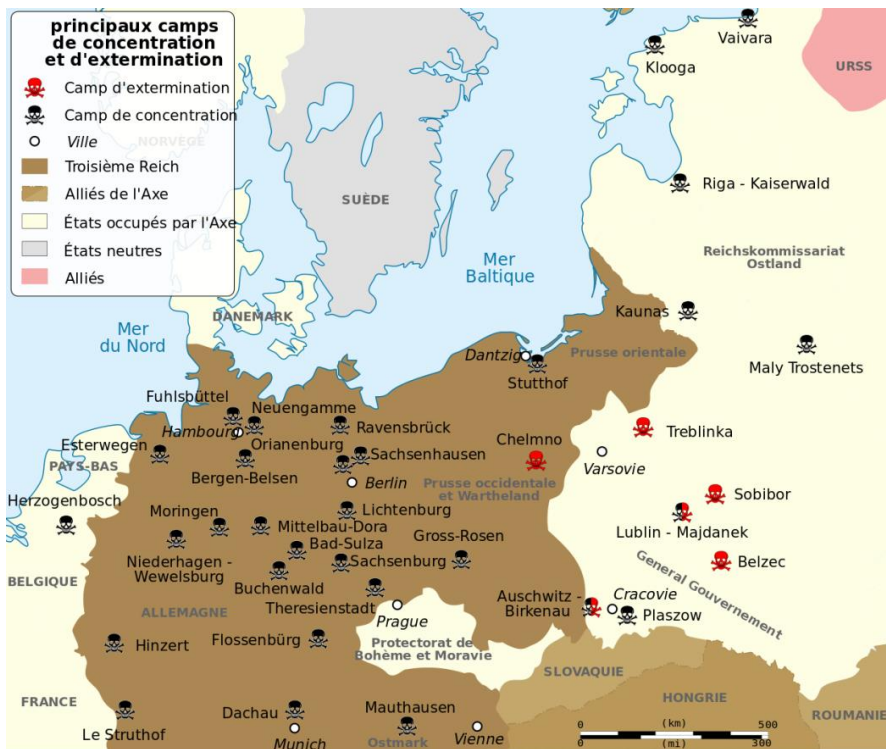 principaux camps
de concentration
et d'extermination
Camp d'extermination
Camp de concentration
Ville
Troisième Reich
Alliés de l'Axe
États occupés par l'Axe
États neutres
Alliés
NORVÈGE
SUÈDE
DANEMARK
Mer
du Nord
Mer
Baltique
Vaivara
Klooga
URSS
Riga - Kaiserwald
Reichskommissariat
Ostland
Kaunas
Maly Trostenets
Dantzig
Stutthof
Prusse orientale
Fuhlsbüttel
Neuengamme
Hambourg
Orianenburg
Ravensbrück
Esterwegen
PAYS-BAS
Bergen-Belsen
Sachsenhausen
Berlin
Chelmno
Prusse occidentale
et Wartheland
Treblinka
Varsovie
Sobibor
Herzogenbosch
Moringen
Lichtenburg
Mittelbau-Dora
Bad-Sulza
Gross-Rosen
Lublin - Majdanek
Niederhagen -
Wewelsburg
Sachsenburg
Buchenwald
Belzec
BELGIQUE
Theresienstadt
Auschwitz -
Birkenau
Cracovie
Plaszow
General Gouvernement
ALLEMAGNE
Prague
Hinzert
Flossenbürg
Protectorat de
Bohème et Moravie
SLOVAQUIE
FRANCE
HONGRIE
ROUMANIE
Le Struthof
Dachau
Mauthausen
Munich
Ostmark
Vienne
0 (km) 500
0 (mi) 300